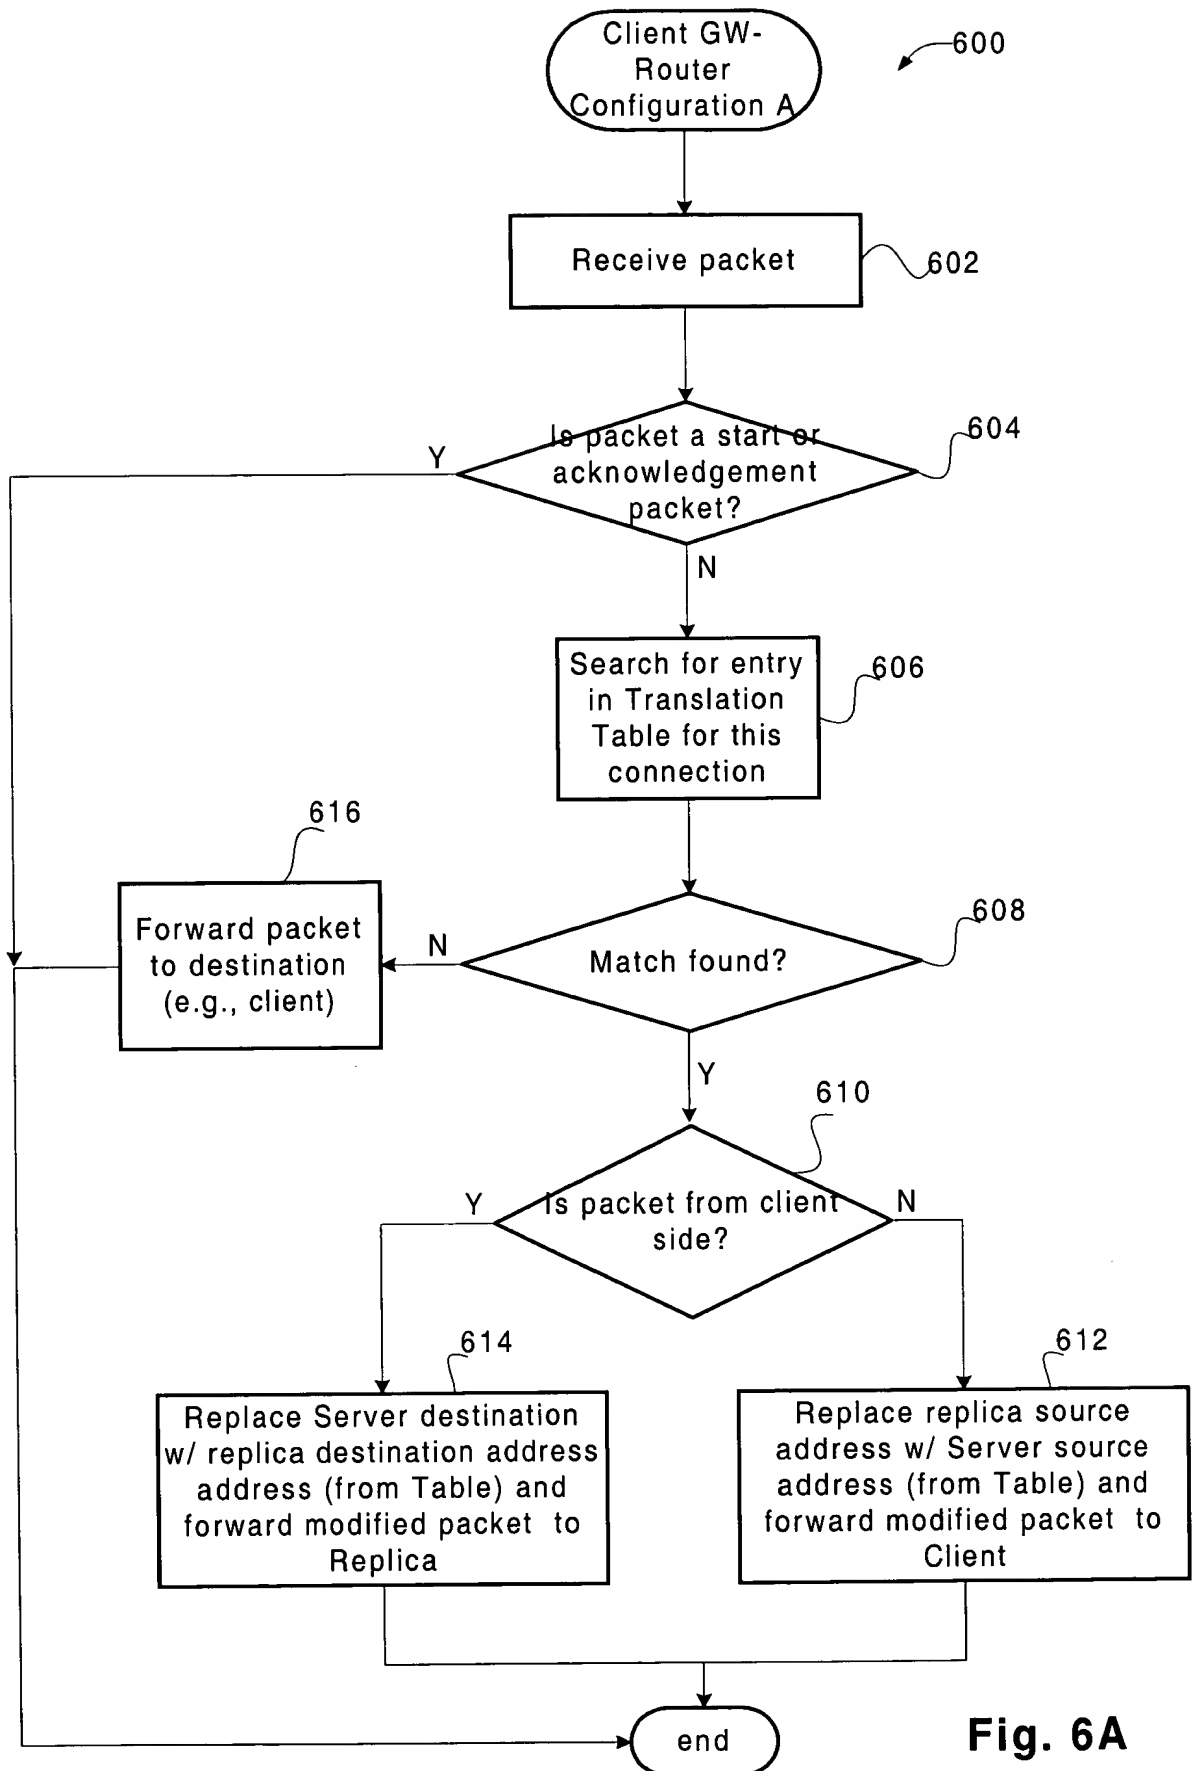 Client GW-
Router
Configuration A
600
Receive packet
602
Is packet a start or
acknowledgement
packet?
604
Y
N
Search for entry
in Translation
Table for this
connection
606
616
Forward packet
to destination
(e.g., client)
N
Match found?
608
Y
610
Is packet from client
side?
Y
N
614
Replace Server destination
w/ replica destination address
address (from Table) and
forward modified packet to
Replica
612
Replace replica source
address w/ Server source
address (from Table) and
forward modified packet to
Client
end
Fig. 6A